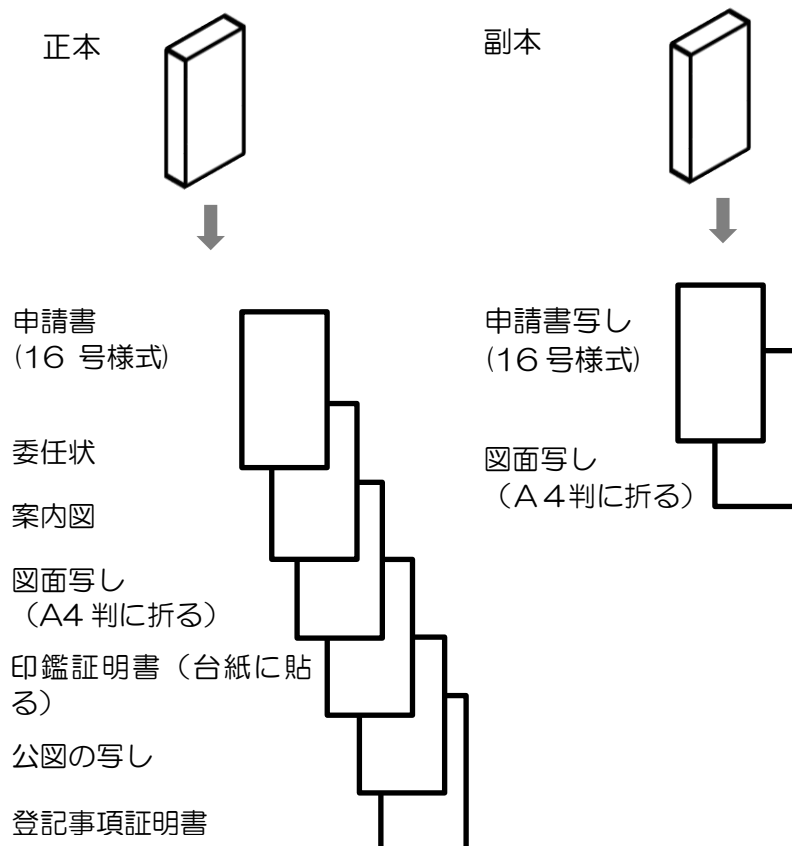 正本
申請書
(16 号様式)
委任状
案内図
図面写し
（A4 判に折る）
印鑑証明書（台紙に貼
る）
公図の写し
登記事項証明書
副本
申請書写し
(16 号様式)
図面写し
（A 4判に折る）